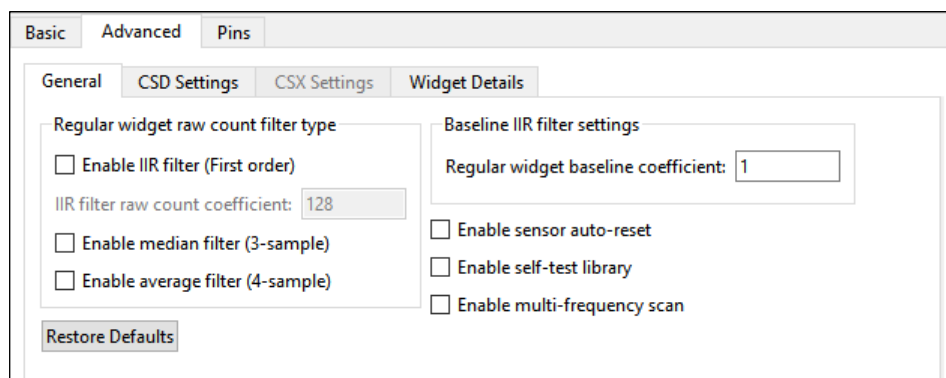 Basic Advanced Pins
General CSD Settings CSX Settings Widget Details
Regular widget raw count filter type
Enable IIR filter (First order)
IIR filter raw count coefficient: 128
Enable median filter (3-sample)
Enable average filter (4-sample)
Restore Defaults
Baseline IIR filter settings
Regular widget baseline coefficient: 1
Enable sensor auto-reset
Enable self-test library
Enable multi-frequency scan